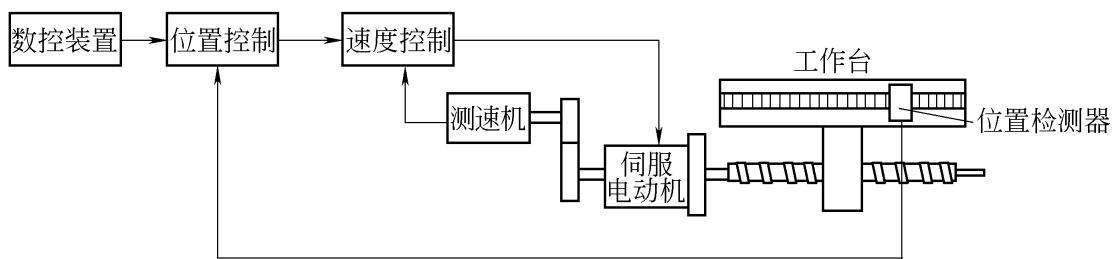 数控装置
位置控制
速度控制
工作台
位置检测器
测速机
伺服
电动机